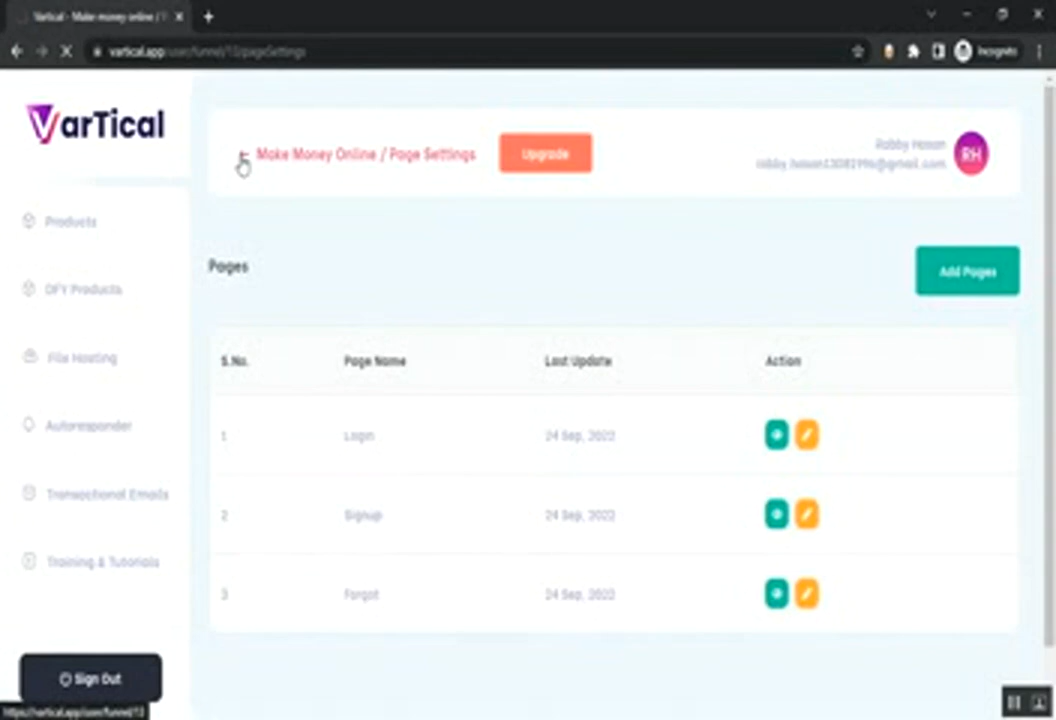 Vartical - Make money online /
vartical.app/user/funnel/13/pageSettings
Incognito
VarTical
Make Money Online / Page Settings
Upgrade
Robby Hasan
RH
Products
DFY Products
File Hosting
Autoresponder
Transactional Emails
Training & Tutorials
Sign Out
Pages
Add Pages
S.No. Page Name Last Update Action
1 Login 24 Sep, 2022
2 Signup 24 Sep, 2022
3 Forgot 24 Sep, 2022
https://vartical.app/user/funnel/13